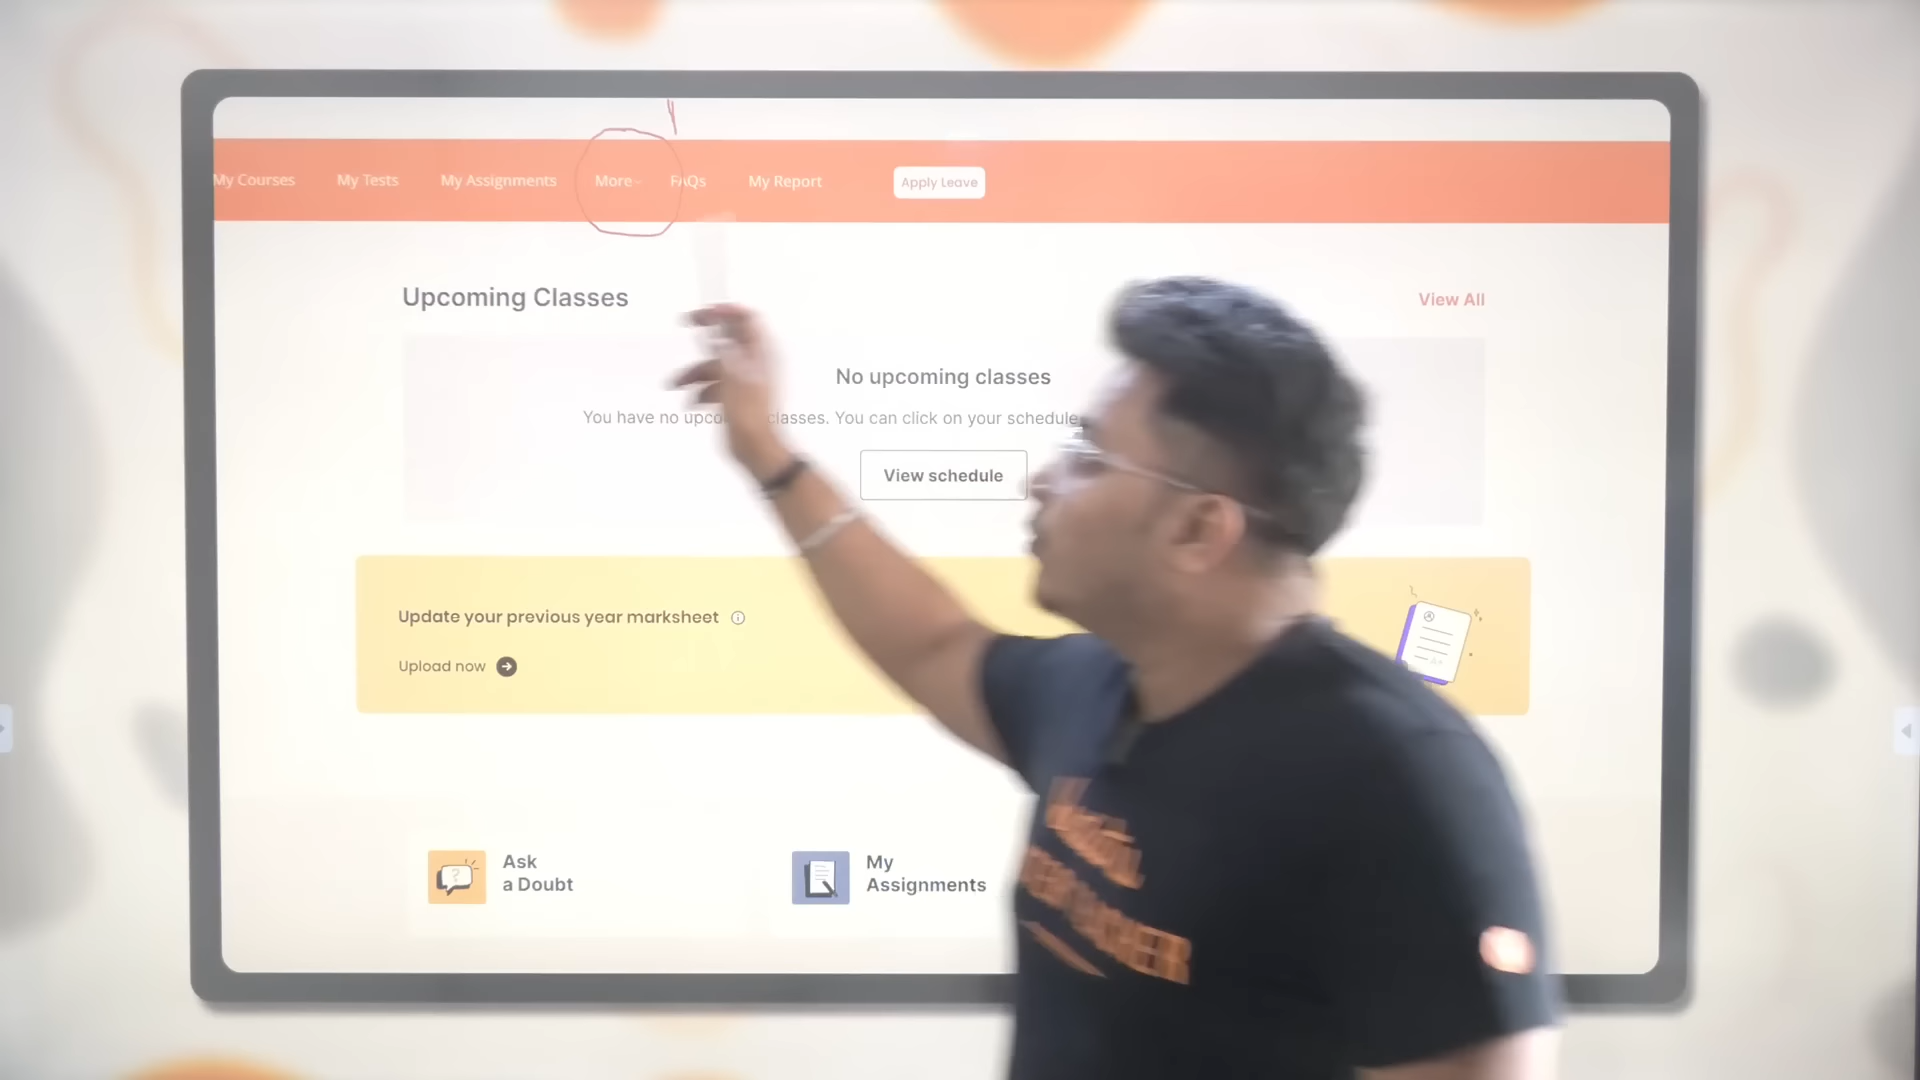 My Courses My Tests My Assignments More FAQs My Report Apply Leave
Upcoming Classes View All
No upcoming classes
You have no upco classes. You can click on your schedule
View schedule
Update your previous year marksheet
Upload now
Ask
a Doubt
My
Assignments